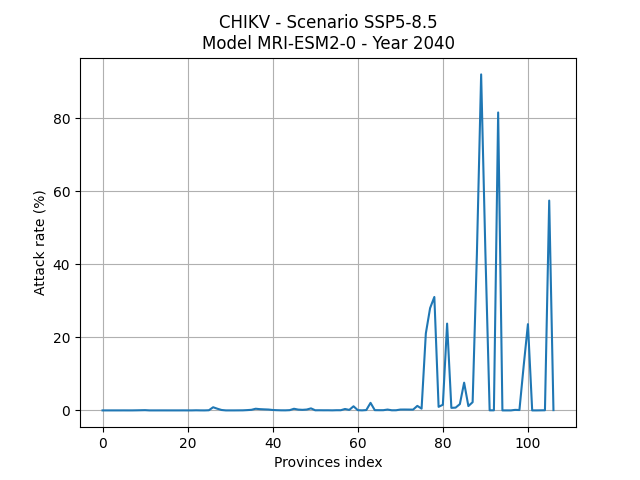 CHIKV - Scenario SSP5-8.5
Model MRI-ESM2-0 - Year 2040
Attack rate (%)
80
60
40
20
0
0 20 40 60 80 100
Provinces index